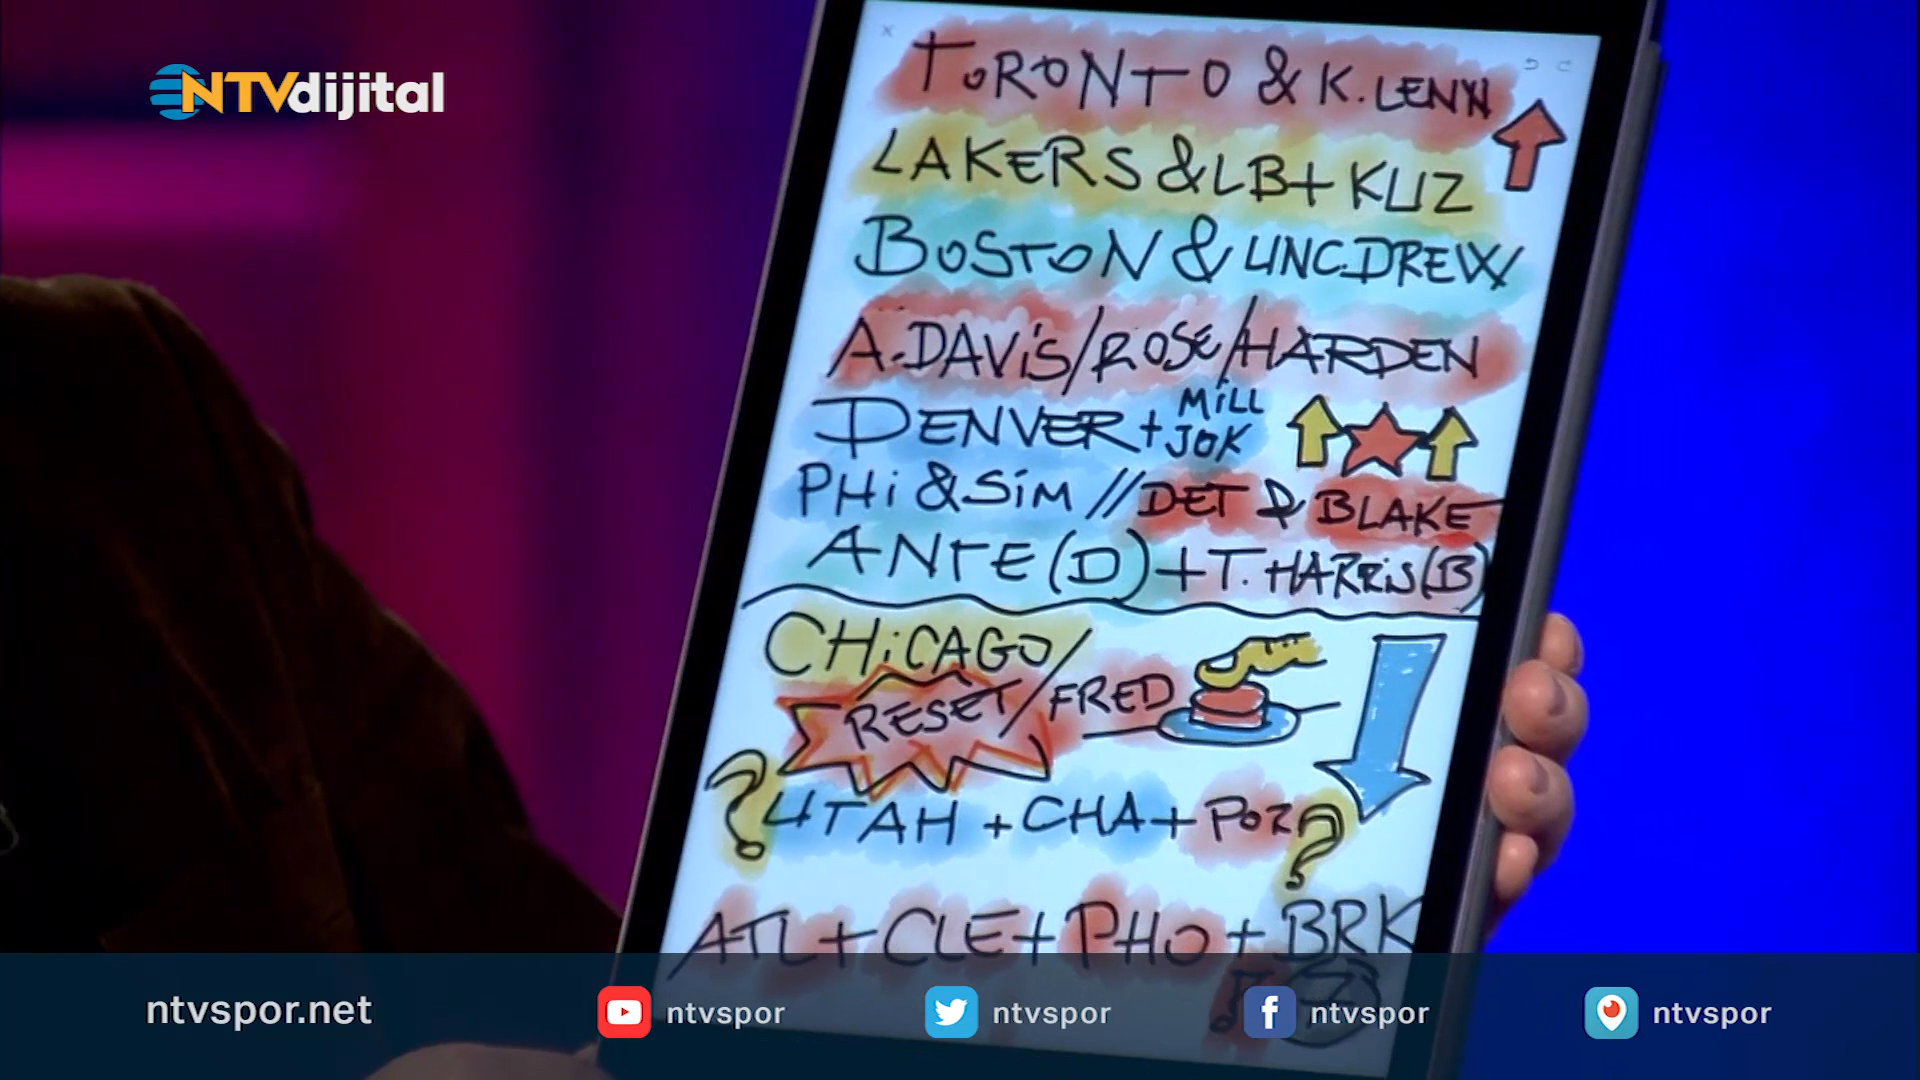 NTVdijital
TORONTO & K. LENN
LAKERS & LB + KUZ
BOSTON & UNC.DREW
A.DAViS/ROSE/HARDEN
DENVER + MiLL JOK
PHi & SiM // DET & BLAKE
ANTE (D) + T. HARRiS (B)
CHiCAGO/
RESET/FRED
? UTAH + CHA + POR ?
ATL + CLE + PHO + BRK
ntvspor.net ntvspor ntvspor ntvspor ntvspor